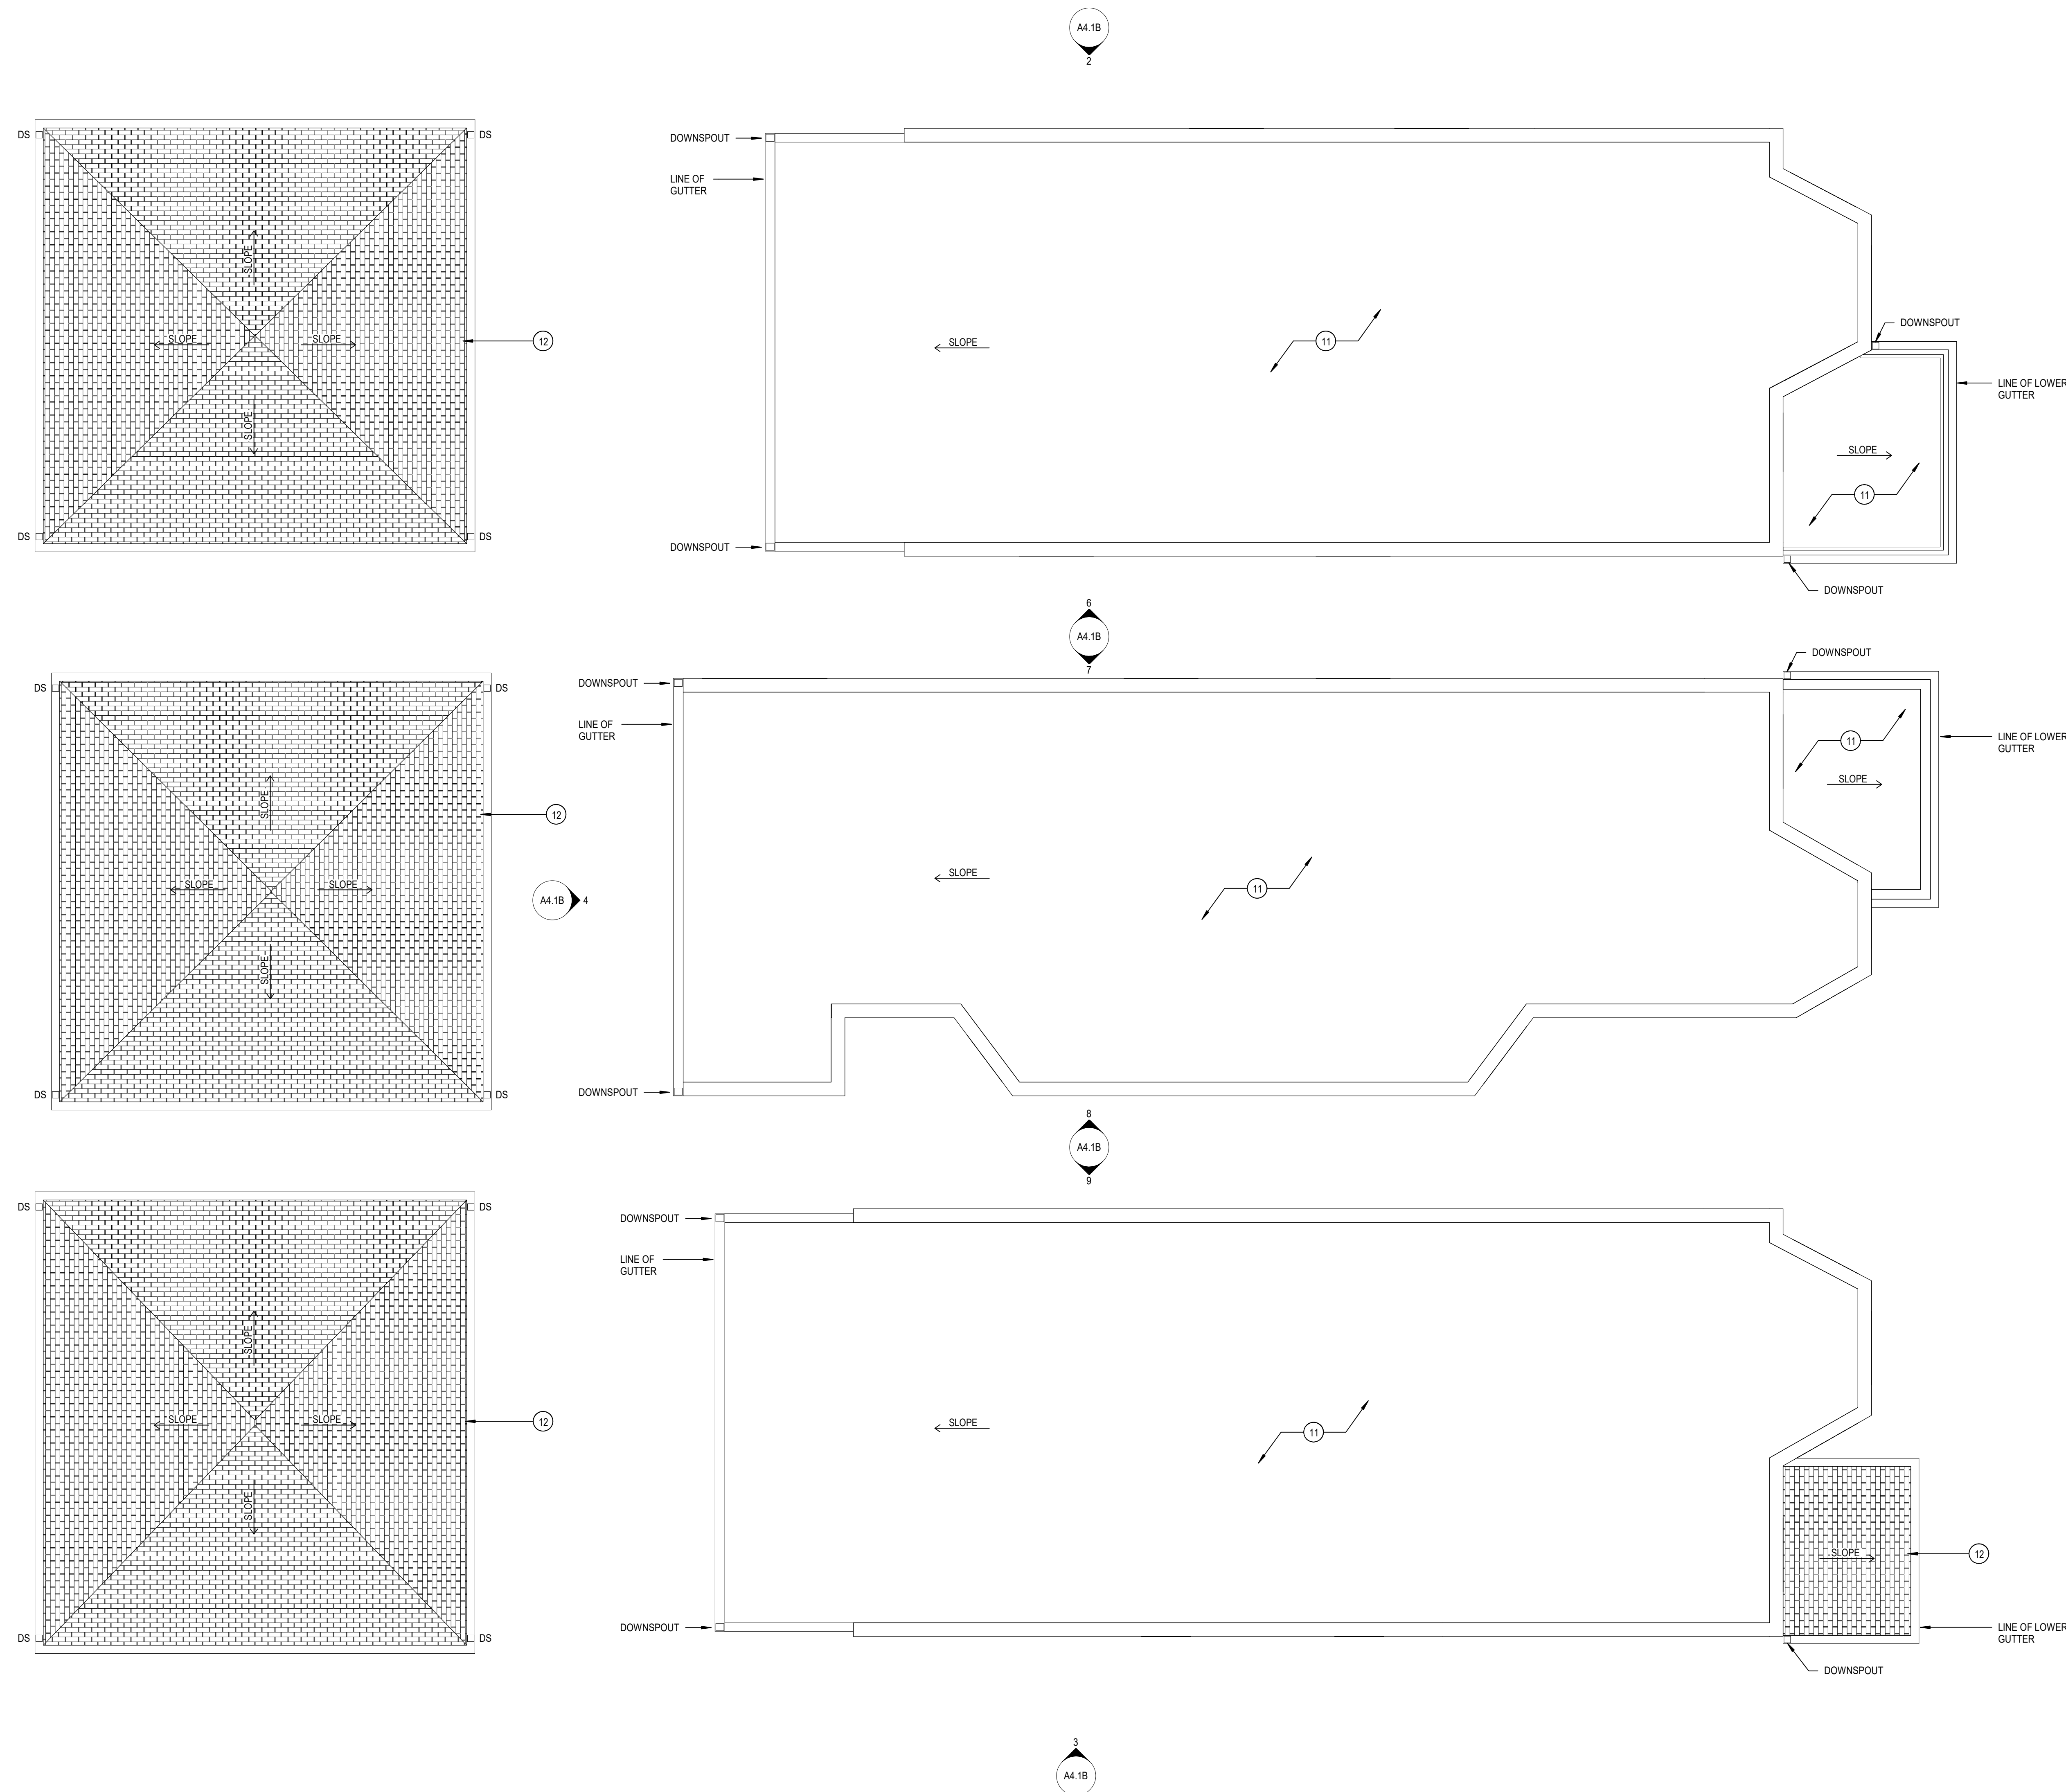 A4.1B
2
DS
DS
DOWNSPOUT
LINE OF
GUTTER
SLOPE
SLOPE
SLOPE
SLOPE
12
DS
DS
SLOPE
11
DOWNSPOUT
DOWNSPOUT
LINE OF LOWER
GUTTER
SLOPE
11
DOWNSPOUT
6
A4.1B
7
DS
DS
DOWNSPOUT
LINE OF
GUTTER
SLOPE
SLOPE
SLOPE
SLOPE
12
DS
DS
A4.1B
4
SLOPE
11
DOWNSPOUT
DOWNSPOUT
11
SLOPE
LINE OF LOWER
GUTTER
8
A4.1B
9
DS
DS
DOWNSPOUT
LINE OF
GUTTER
SLOPE
SLOPE
SLOPE
SLOPE
12
DS
DS
SLOPE
11
DOWNSPOUT
SLOPE
12
LINE OF LOWER
GUTTER
DOWNSPOUT
3
A4.1B